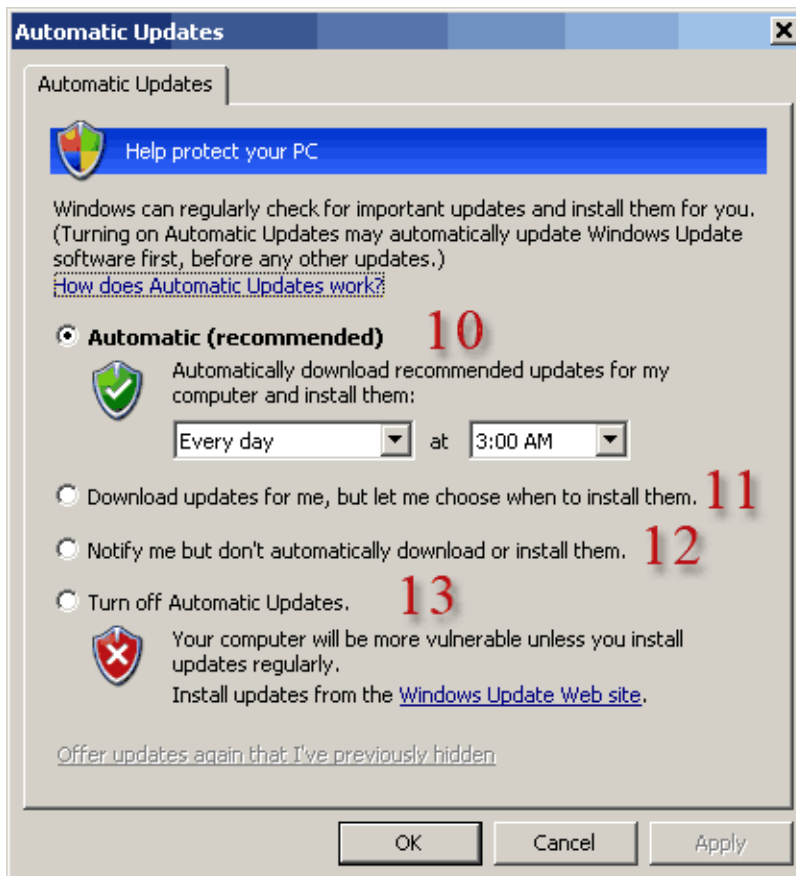 Automatic Updates
Automatic Updates
Help protect your PC
Windows can regularly check for important updates and install them for you.
(Turning on Automatic Updates may automatically update Windows Update
software first, before any other updates.)
How does Automatic Updates work?
Automatic (recommended) 10
Automatically download recommended updates for my
computer and install them:
Every day at 3:00 AM
Download updates for me, but let me choose when to install them. 11
Notify me but don't automatically download or install them. 12
Turn off Automatic Updates. 13
Your computer will be more vulnerable unless you install
updates regularly.
Install updates from the Windows Update Web site.
Offer updates again that I've previously hidden
OK Cancel Apply